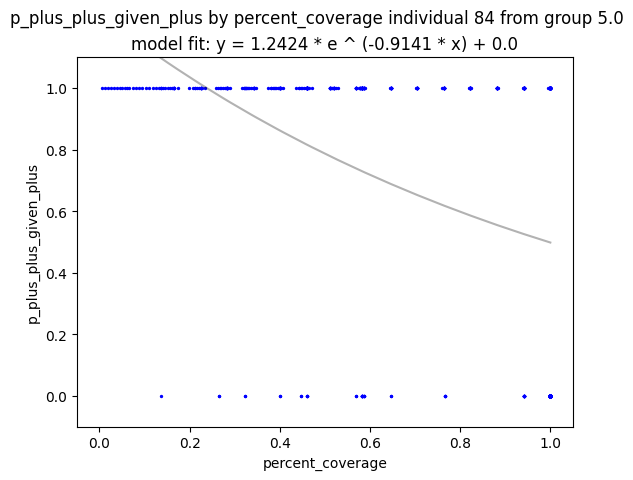 p_plus_plus_given_plus by percent_coverage individual 84 from group 5.0
model fit: y = 1.2424 * e ^ (-0.9141 * x) + 0.0
1.0
0.8
0.6
0.4
0.2
0.0
p_plus_plus_given_plus
0.0 0.2 0.4 0.6 0.8 1.0
percent_coverage